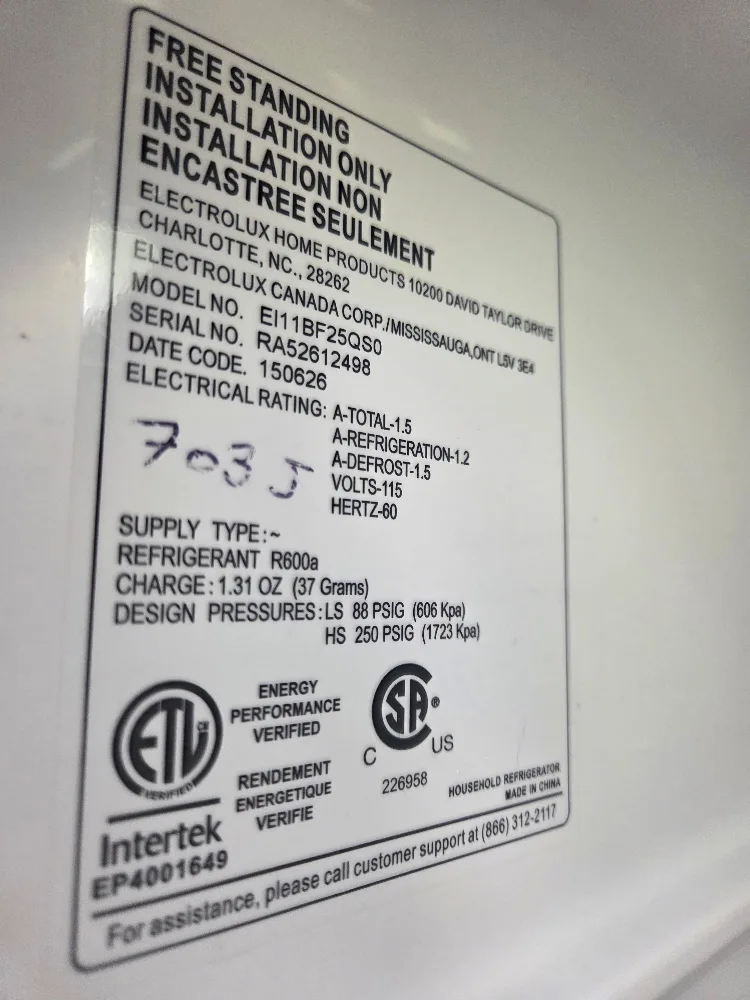 FREE STANDING
INSTALLATION ONLY
INSTALLATION NON
ENCASTREE SEULEMENT
ELECTROLUX HOME PRODUCTS 10200 DAVID TAYLOR DRIVE
CHARLOTTE, NC., 28262
ELECTROLUX CANADA CORP./MISSISSAUGA,ONT L5V 3E4
MODEL NO. EI11BF25QS0
SERIAL NO. RA52612498
DATE CODE. 150626
ELECTRICAL RATING: A-TOTAL-1.5
A-REFRIGERATION-1.2
A-DEFROST-1.5
VOLTS-115
HERTZ-60
703 J
SUPPLY TYPE:~
REFRIGERANT R600a
CHARGE: 1.31 OZ (37 Grams)
DESIGN PRESSURES: LS 88 PSIG (606 Kpa)
HS 250 PSIG (1723 Kpa)
ETL CM
VERIFIED
Intertek
EP4001649
ENERGY
PERFORMANCE
VERIFIED
RENDEMENT
ENERGETIQUE
VERIFIE
SA®
C US
226958
HOUSEHOLD REFRIGERATOR
MADE IN CHINA
For assistance, please call customer support at (866) 312-2117